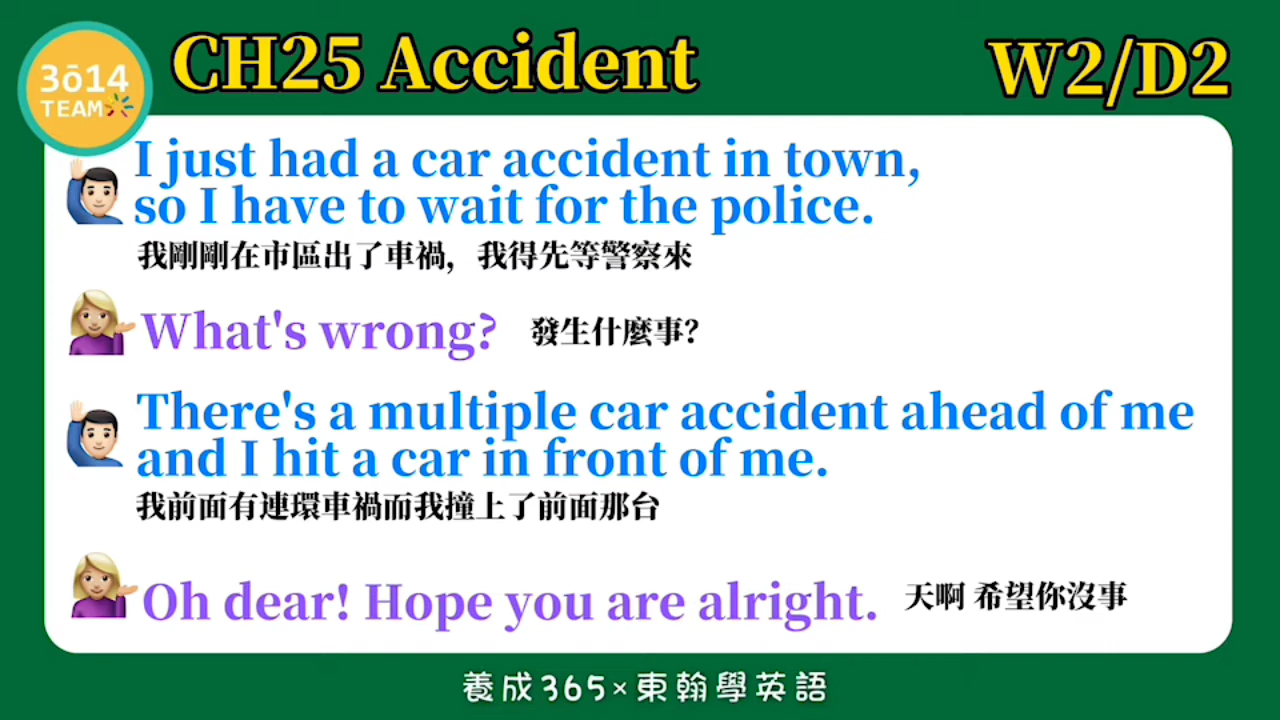 3ō14
TEAM
CH25 Accident
W2/D2
I just had a car accident in town,
so I have to wait for the police.
我剛剛在市區出了車禍，我得先等警察來
What's wrong?
發生什麼事?
There's a multiple car accident ahead of me
and I hit a car in front of me.
我前面有連環車禍而我撞上了前面那台
Oh dear! Hope you are alright.
天啊 希望你沒事
養成365×東翰學英語